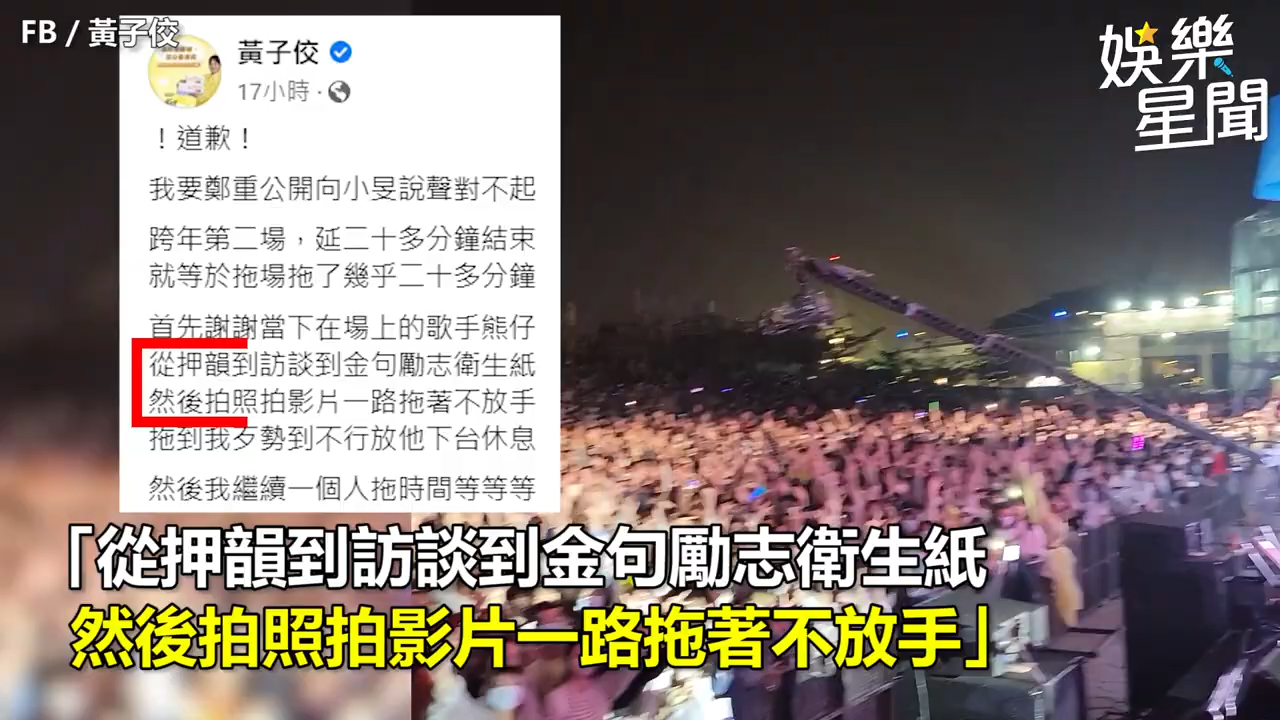 FB / 黃子佼
娛樂
星聞
黃子佼
17小時 ·
！道歉！
我要鄭重公開向小旻說聲對不起
跨年第二場，延二十多分鐘結束
就等於拖場拖了幾乎二十多分鐘
首先謝謝當下在場上的歌手熊仔
從押韻到訪談到金句勵志衛生紙
然後拍照拍影片一路拖著不放手
拖到我歹勢到不行放他下台休息
然後我繼續一個人拖時間等等等
「從押韻到訪談到金句勵志衛生紙
然後拍照拍影片一路拖著不放手」